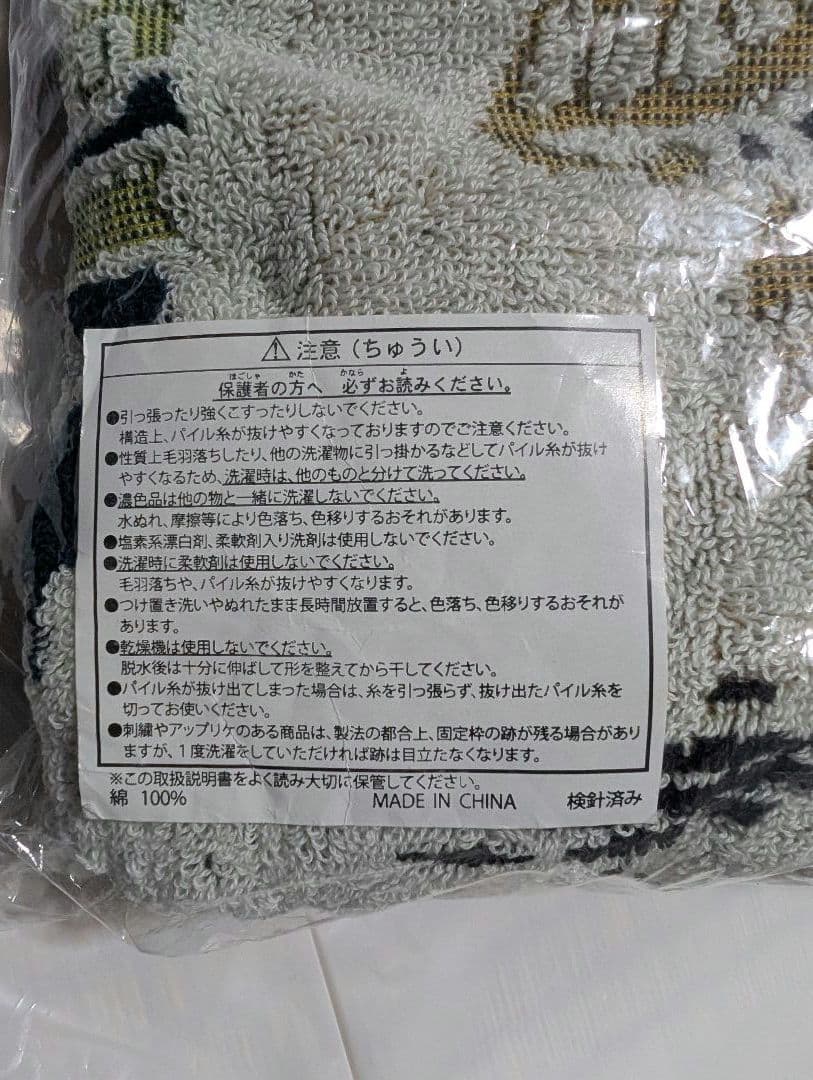 ⚠注意（ちゅうい）
保護者の方へ 必ずお読みください。
●引っ張ったり強くこすったりしないでください。
構造上、パイル糸が抜けやすくなっておりますのでご注意ください。
●性質上毛羽落ちしたり、他の洗濯物に引っ掛かるなどしてパイル糸が抜け
やすくなるため、洗濯時は、他のものと分けて洗ってください。
●濃色品は他の物と一緒に洗濯しないでください。
水ぬれ、摩擦等により色落ち、色移りするおそれがあります。
●塩素系漂白剤、柔軟剤入り洗剤は使用しないでください。
●洗濯時に柔軟剤は使用しないでください。
毛羽落ちや、パイル糸が抜けやすくなります。
●つけ置き洗いやぬれたまま長時間放置すると、色落ち、色移りするおそれが
あります。
●乾燥機は使用しないでください。
脱水後は十分に伸ばして形を整えてから干してください。
●パイル糸が抜け出てしまった場合は、糸を引っ張らず、抜け出たパイル糸を
切ってお使いください。
●刺繍やアップリケのある商品は、製法の都合上、固定枠の跡が残る場合があり
ますが、1度洗濯をしていただければ跡は目立たなくなります。
※この取扱説明書をよく読み大切に保管してください。
綿 100% MADE IN CHINA 検針済み